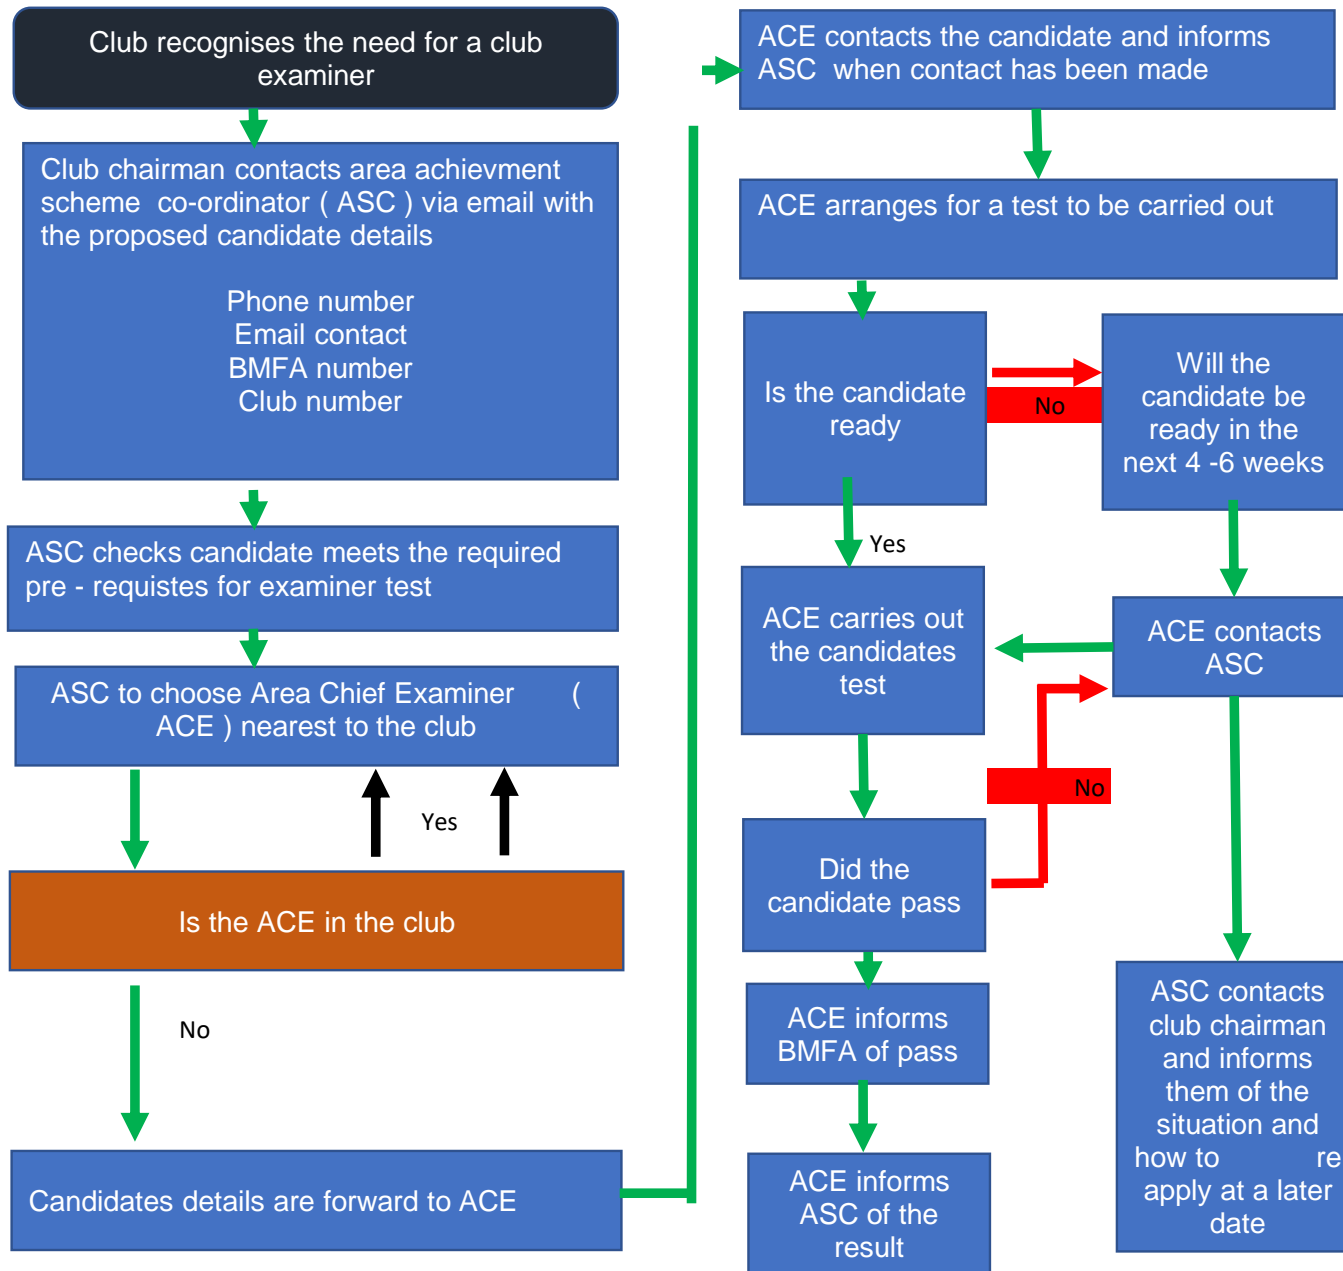 Club recognises the need for a club
examiner
Club chairman contacts area achievment
scheme co-ordinator ( ASC ) via email with
the proposed candidate details
Phone number
Email contact
BMFA number
Club number
ASC checks candidate meets the required
pre - requistes for examiner test
ASC to choose Area Chief Examiner (
ACE ) nearest to the club
Yes
Is the ACE in the club
No
Candidates details are forward to ACE
ACE contacts the candidate and informs
ASC when contact has been made
ACE arranges for a test to be carried out
Is the candidate
ready
No
Will the
candidate be
ready in the
next 4 -6 weeks
Yes
ACE carries out
the candidates
test
ACE contacts
ASC
No
Did the
candidate pass
ACE informs
BMFA of pass
ACE informs
ASC of the
result
ASC contacts
club chairman
and informs
them of the
situation and
how to re
apply at a later
date